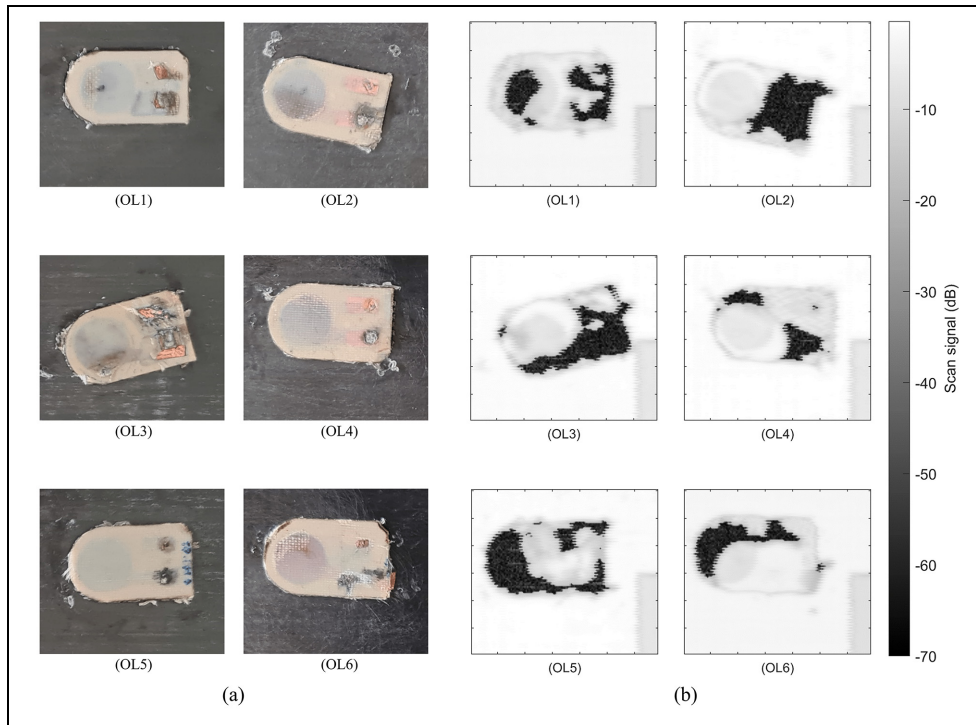 (OL1)
(OL2)
(OL1)
(OL2)
(OL3)
(OL4)
(OL3)
(OL4)
(OL5)
(OL6)
(OL5)
(OL6)
(a)
(b)
-10
-20
-30
-40
-50
-60
-70
Scan signal (dB)